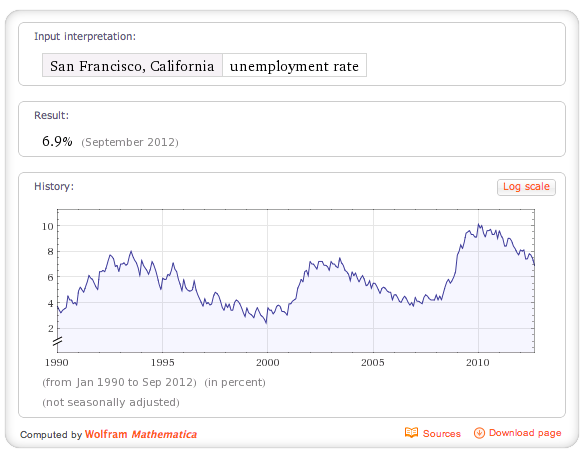 Input interpretation:
San Francisco, California unemployment rate
Result:
6.9% (September 2012)
History:
Log scale
10
8
6
4
2
1990 1995 2000 2005 2010
(from Jan 1990 to Sep 2012) (in percent)
(not seasonally adjusted)
Computed by Wolfram Mathematica
Sources
Download page